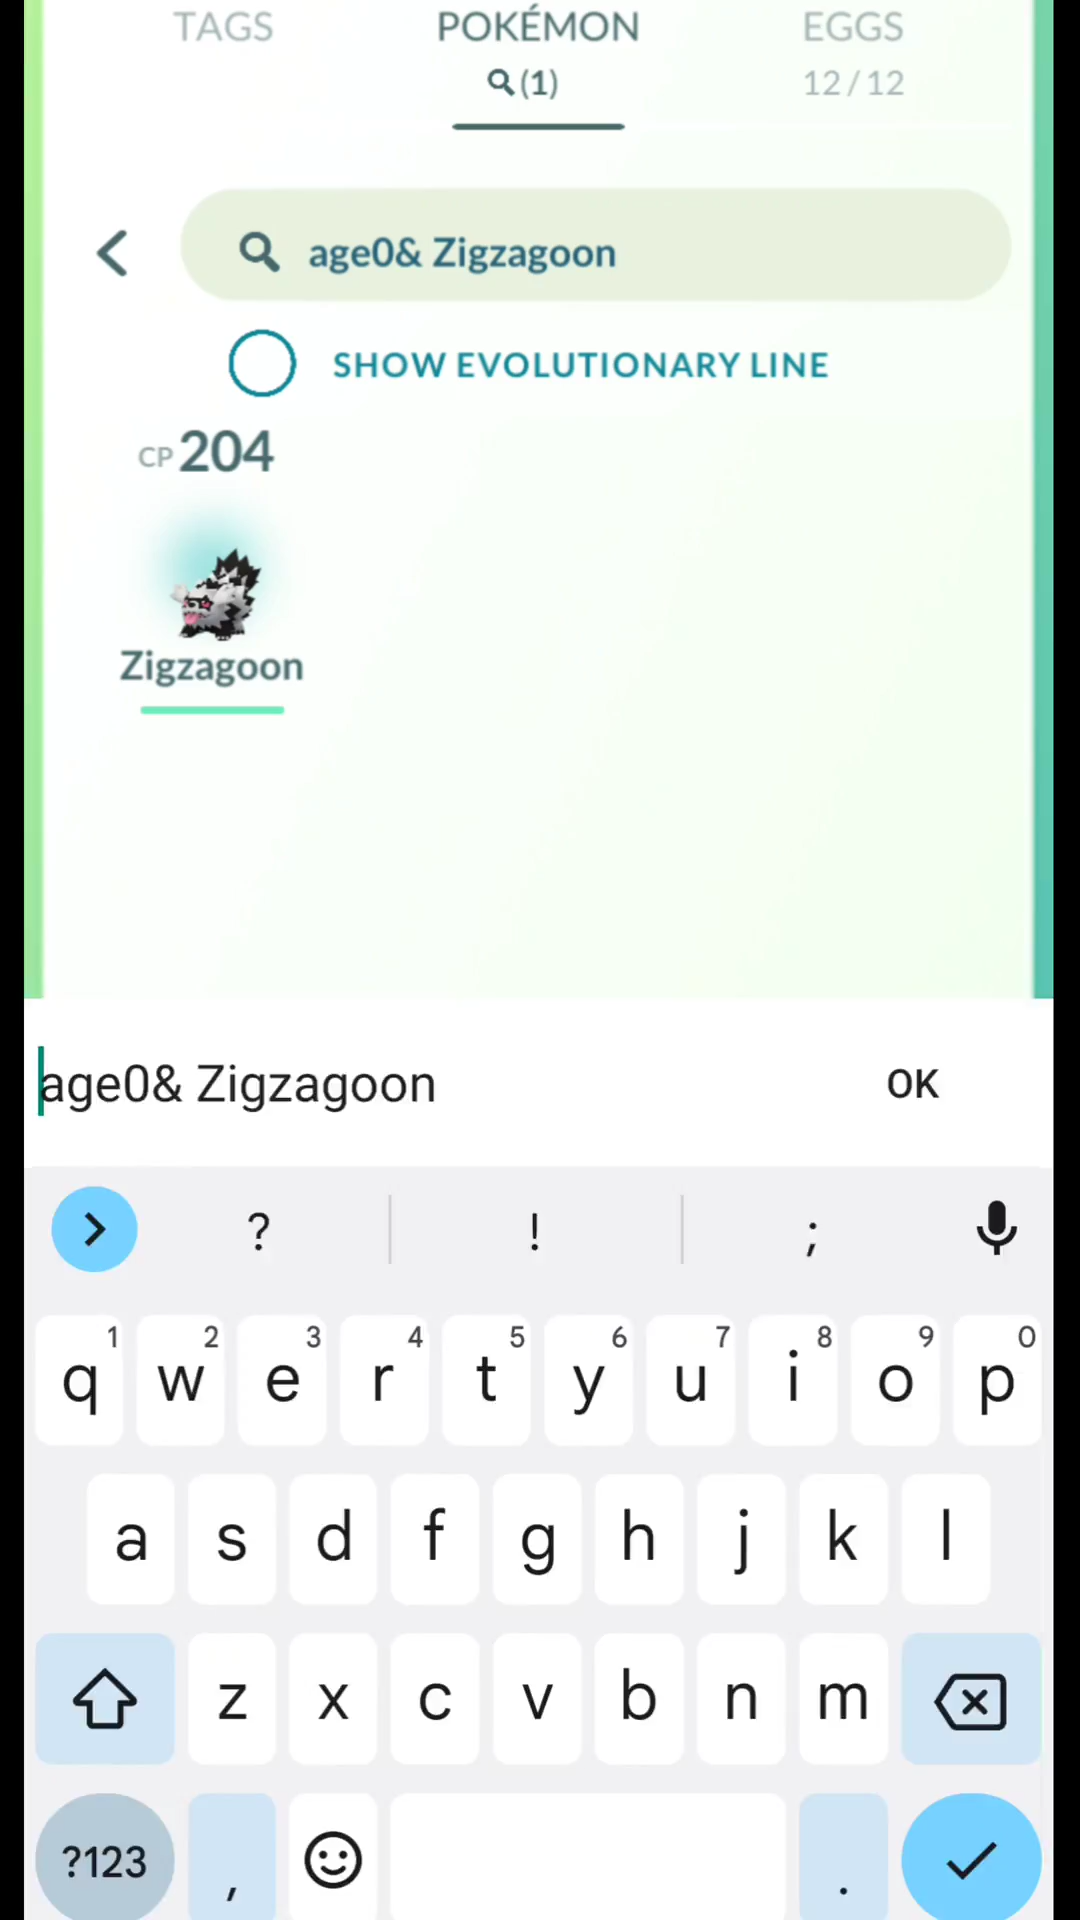 TAGS POKÉMON EGGS
(1) 12 / 12
age0& Zigzagoon
SHOW EVOLUTIONARY LINE
CP 204
Zigzagoon
age0& Zigzagoon OK
? ! ;
1 2 3 4 5 6 7 8 9 0
q w e r t y u i o p
a s d f g h j k l
z x c v b n m
?123 , .